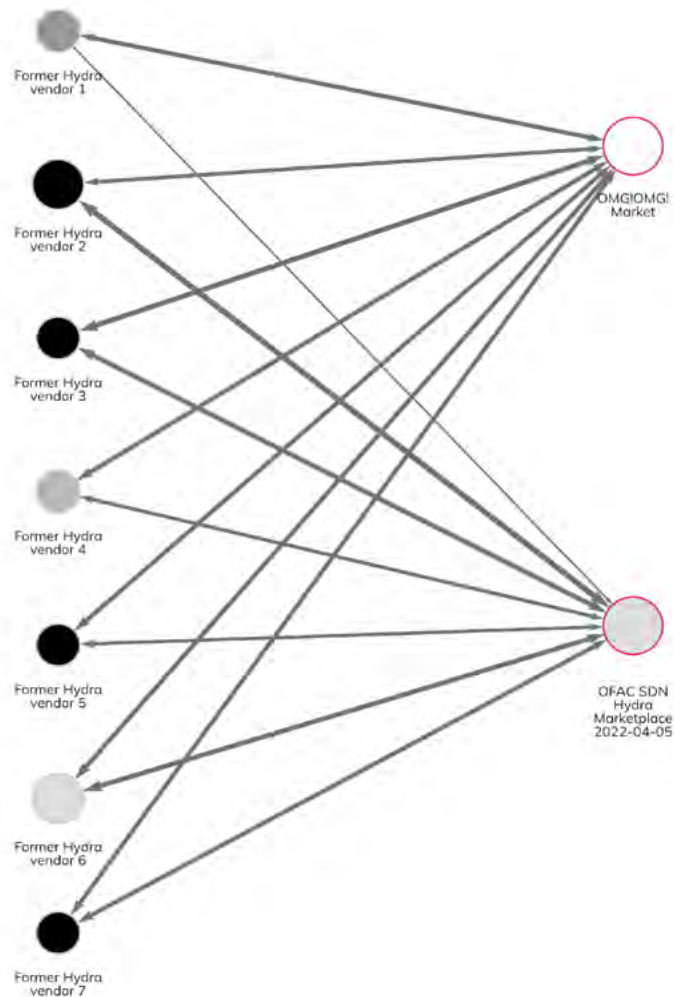 Former Hydra
vendor 1
OMG!OMG!
Market
Former Hydra
vendor 2
Former Hydra
vendor 3
Former Hydra
vendor 4
Former Hydra
vendor 5
OFAC SDN
Hydra
Marketplace
2022-04-05
Former Hydra
vendor 6
Former Hydra
vendor 7